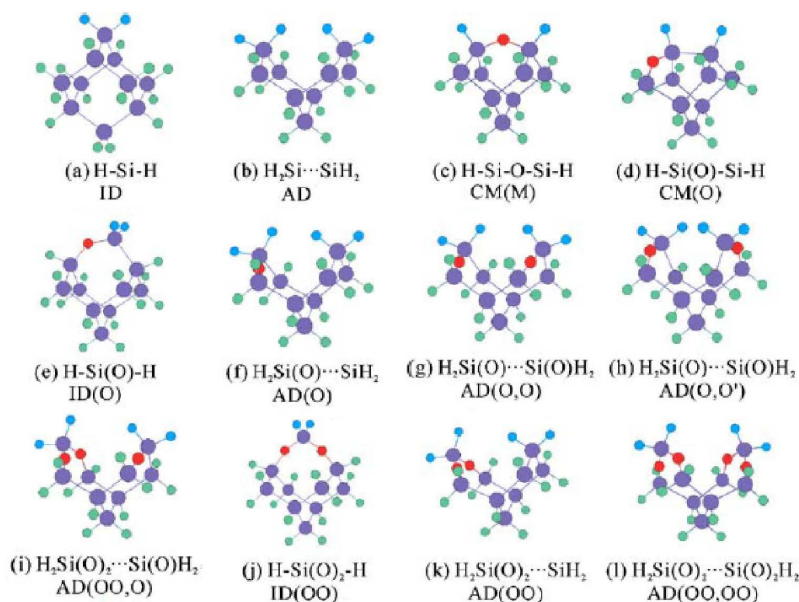 (a) H-Si-H
ID
(b) H₂Si···SiH₂
AD
(c) H-Si-O-Si-H
CM(M)
(d) H-Si(O)-Si-H
CM(O)
(e) H-Si(O)-H
ID(O)
(f) H₂Si(O)···SiH₂
AD(O)
(g) H₂Si(O)···Si(O)H₂
AD(O,O)
(h) H₂Si(O)···Si(O)H₂
AD(O,O')
(i) H₂Si(O)₂···Si(O)H₂
AD(OO,O)
(j) H-Si(O)₂-H
ID(OO)
(k) H₂Si(O)₂···SiH₂
AD(OO)
(l) H₂Si(O)₂···Si(O)₂H₂
AD(OO,OO)